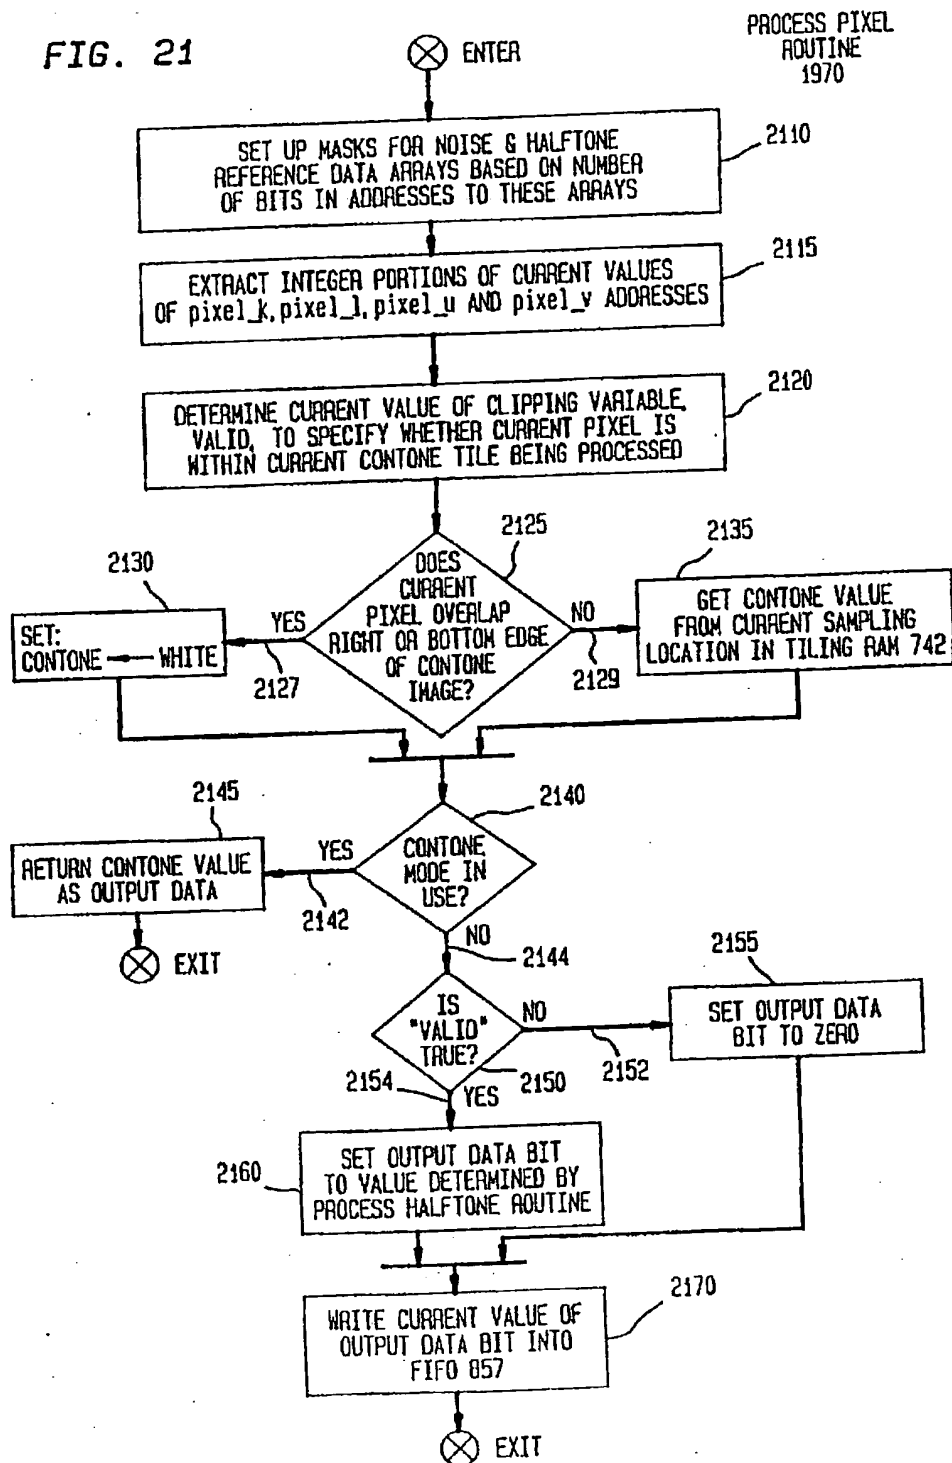 FIG. 21
ENTER
PROCESS PIXEL
ROUTINE
1970
SET UP MASKS FOR NOISE & HALFTONE
REFERENCE DATA ARRAYS BASED ON NUMBER
OF BITS IN ADDRESSES TO THESE ARRAYS
2110
EXTRACT INTEGER PORTIONS OF CURRENT VALUES
OF pixel_k, pixel_l, pixel_u AND pixel_v ADDRESSES
2115
DETERMINE CURRENT VALUE OF CLIPPING VARIABLE,
VALID, TO SPECIFY WHETHER CURRENT PIXEL IS
WITHIN CURRENT CONTONE TILE BEING PROCESSED
2120
DOES
CURRENT
PIXEL OVERLAP
RIGHT OR BOTTOM EDGE
OF CONTONE
IMAGE?
2125
YES
2127
2130
SET:
CONTONE ← WHITE
NO
2129
2135
GET CONTONE VALUE
FROM CURRENT SAMPLING
LOCATION IN TILING RAM 742
CONTONE
MODE IN
USE?
2140
YES
2142
2145
RETURN CONTONE VALUE
AS OUTPUT DATA
EXIT
NO
2144
IS
"VALID"
TRUE?
2150
NO
2152
2155
SET OUTPUT DATA
BIT TO ZERO
2154
YES
2160
SET OUTPUT DATA BIT
TO VALUE DETERMINED BY
PROCESS HALFTONE ROUTINE
2170
WRITE CURRENT VALUE OF
OUTPUT DATA BIT INTO
FIFO 857
EXIT